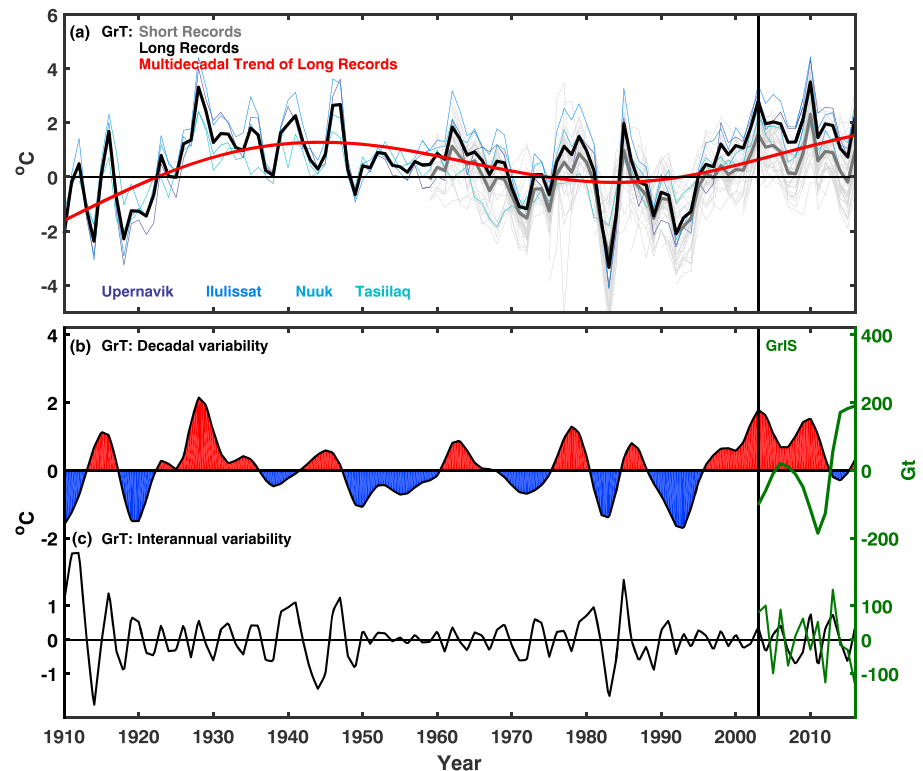 6
(a) GrT: Short Records
Long Records
Multidecadal Trend of Long Records
4
2
ºC
0
-2
-4
Upernavik Ilulissat Nuuk Tasiilaq
4 400
(b) GrT: Decadal variability GrIS
2 200
0 0
ºC Gt
-2 -200
(c) GrT: Interannual variability
1 100
0 0
-1 -100
1910 1920 1930 1940 1950 1960 1970 1980 1990 2000 2010
Year